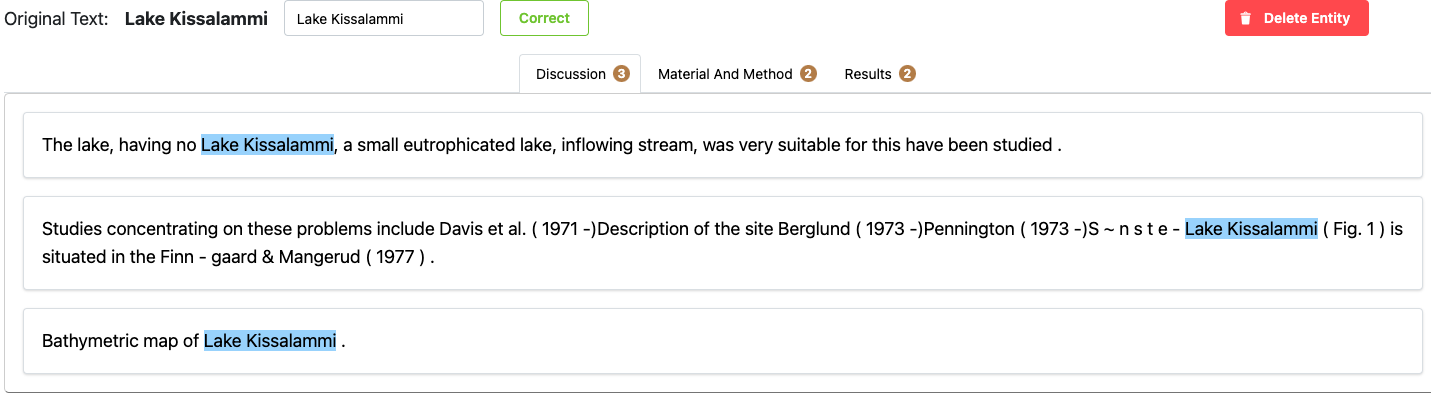 Original Text: Lake Kissalammi Lake Kissalammi Correct Delete Entity
Discussion 3 Material And Method 2 Results 2
The lake, having no Lake Kissalammi, a small eutrophicated lake, inflowing stream, was very suitable for this have been studied .
Studies concentrating on these problems include Davis et al. ( 1971 -)Description of the site Berglund ( 1973 -)Pennington ( 1973 -)S ~ n s t e - Lake Kissalammi ( Fig. 1 ) is
situated in the Finn - gaard & Mangerud ( 1977 ) .
Bathymetric map of Lake Kissalammi .